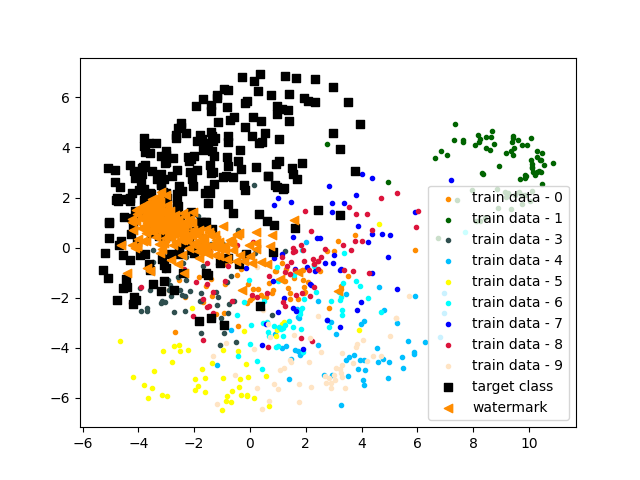 6
4
2
0
−2
−4
−6
−6 −4 −2 0 2 4 6 8 10
train data - 0
train data - 1
train data - 3
train data - 4
train data - 5
train data - 6
train data - 7
train data - 8
train data - 9
target class
watermark